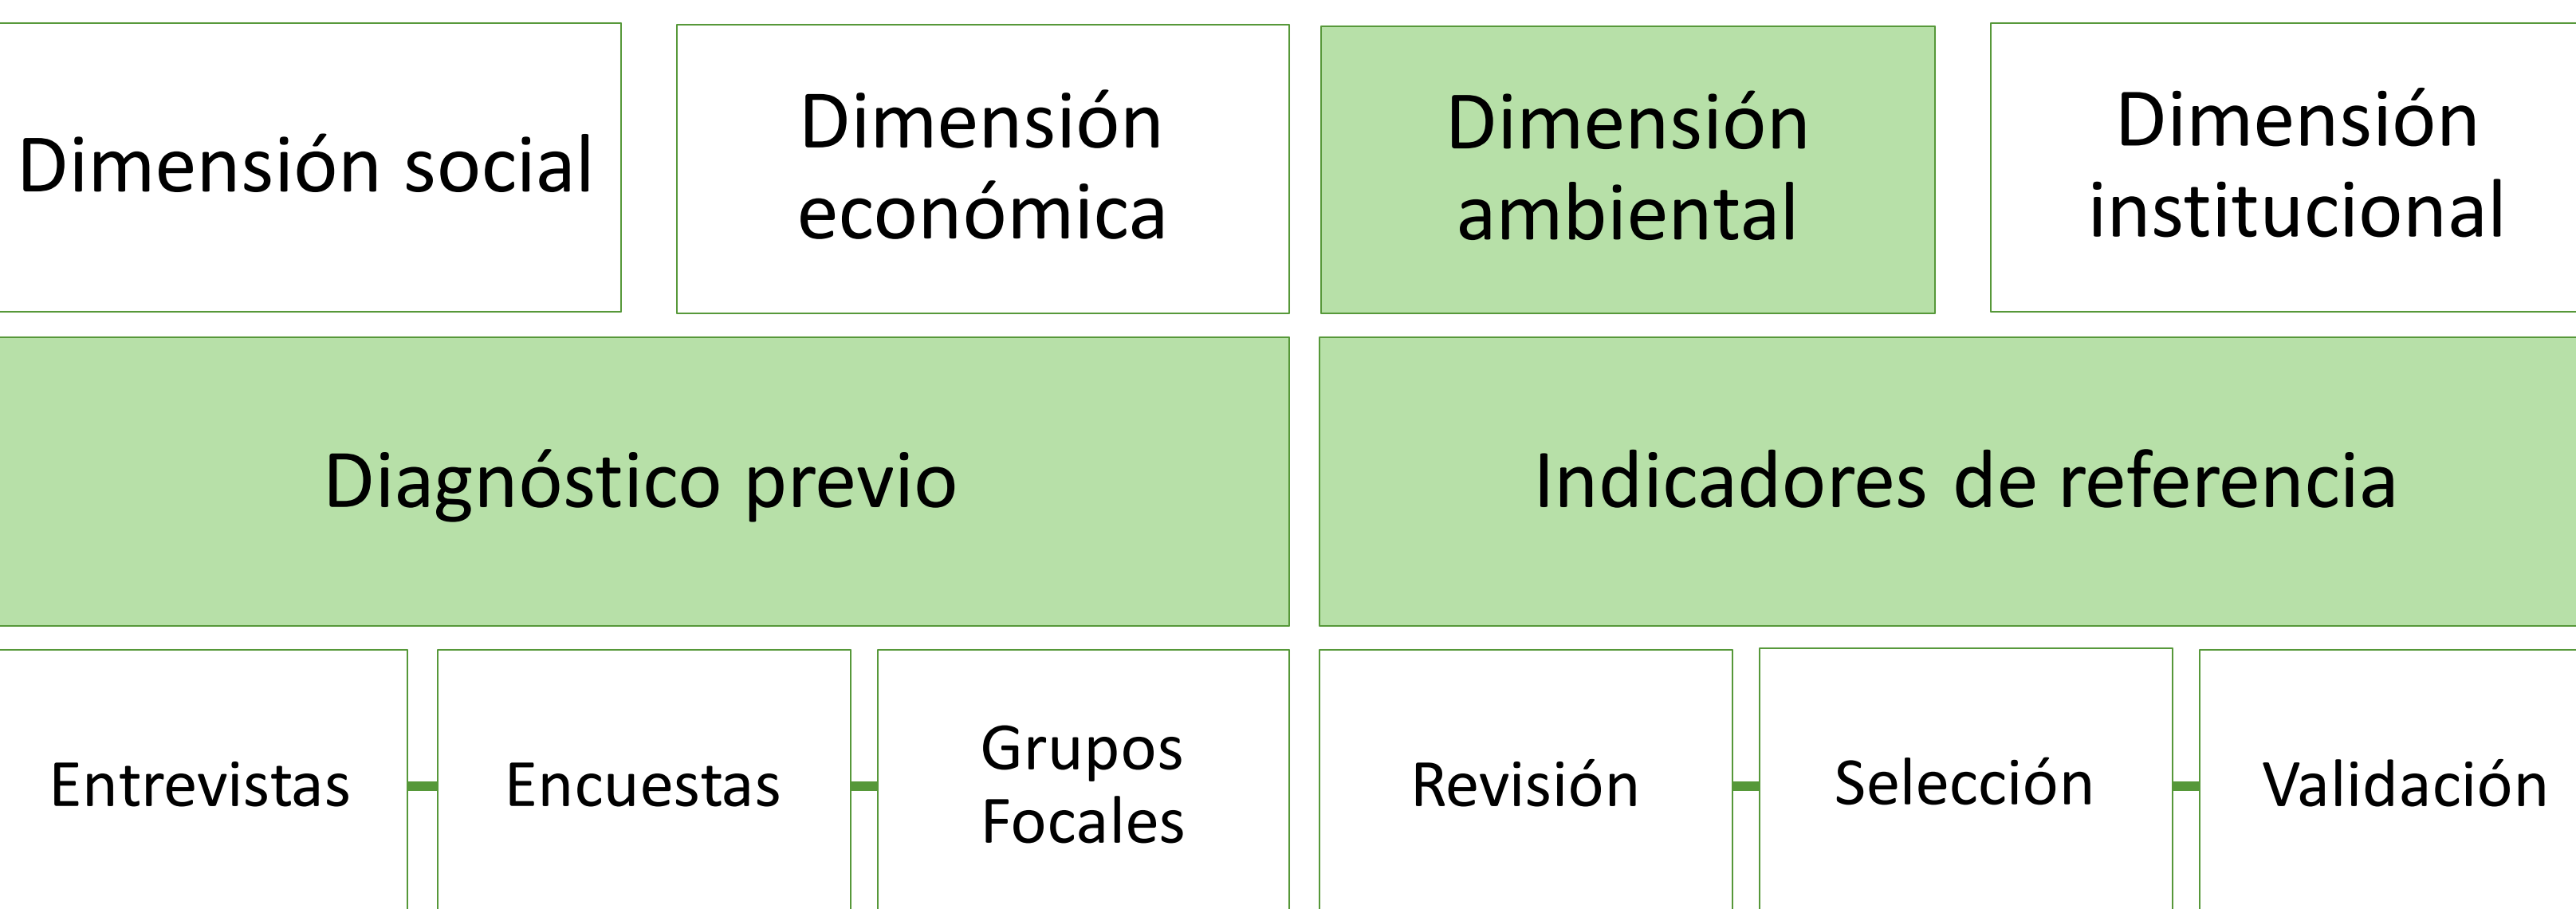 Dimensión social
Dimensión
económica
Dimensión
ambiental
Dimensión
institucional
Diagnóstico previo
Indicadores de referencia
Entrevistas
Encuestas
Grupos
Focales
Revisión
Selección
Validación